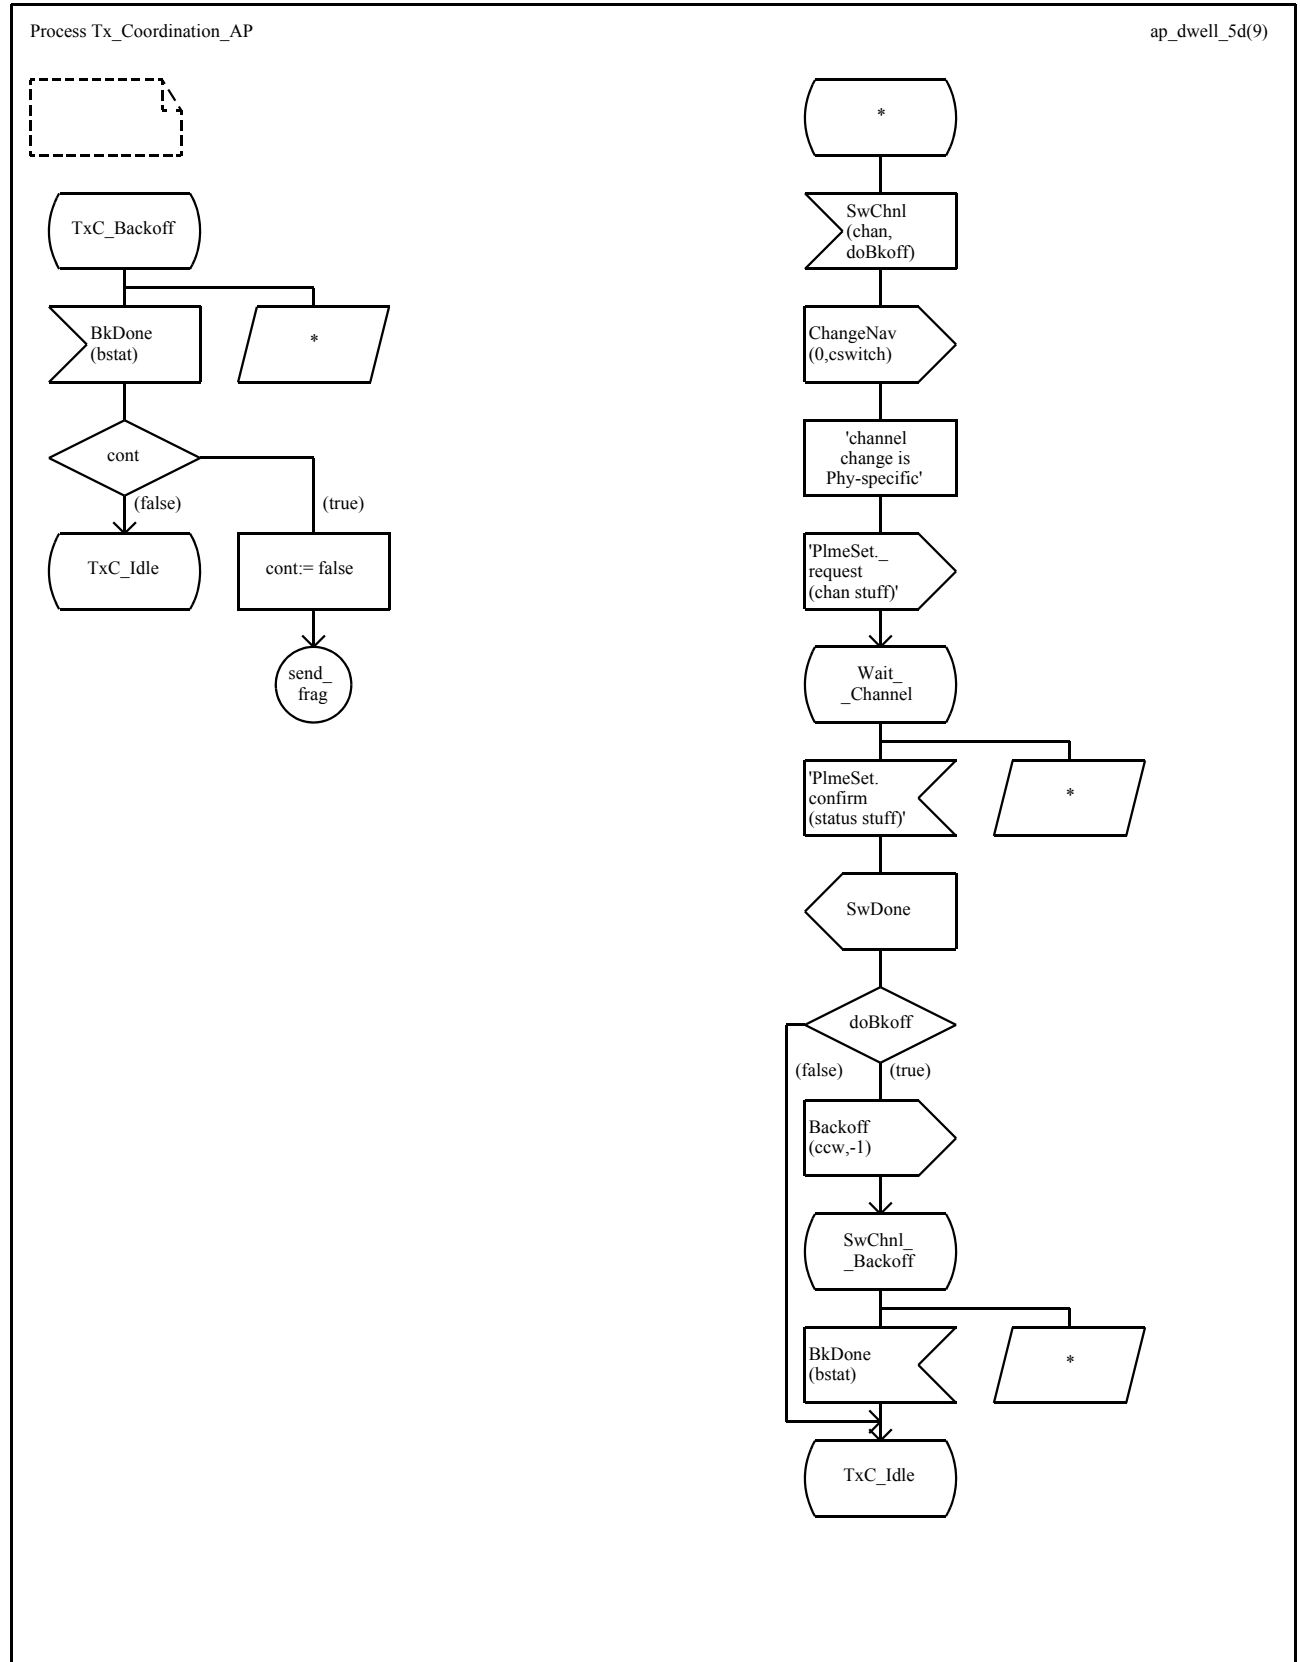 Process Tx_Coordination_AP
ap_dwell_5d(9)
TxC_Backoff
BkDone
(bstat)
*
cont
(false)
(true)
TxC_Idle
cont:= false
send_
frag
*
SwChnl
(chan,
doBkoff)
ChangeNav
(0,cswitch)
'channel
change is
Phy-specific'
'PlmeSet._
request
(chan stuff)'
Wait_
_Channel
'PlmeSet.
confirm
(status stuff)'
*
SwDone
doBkoff
(false)
(true)
Backoff
(ccw,-1)
SwChnl_
_Backoff
BkDone
(bstat)
*
TxC_Idle